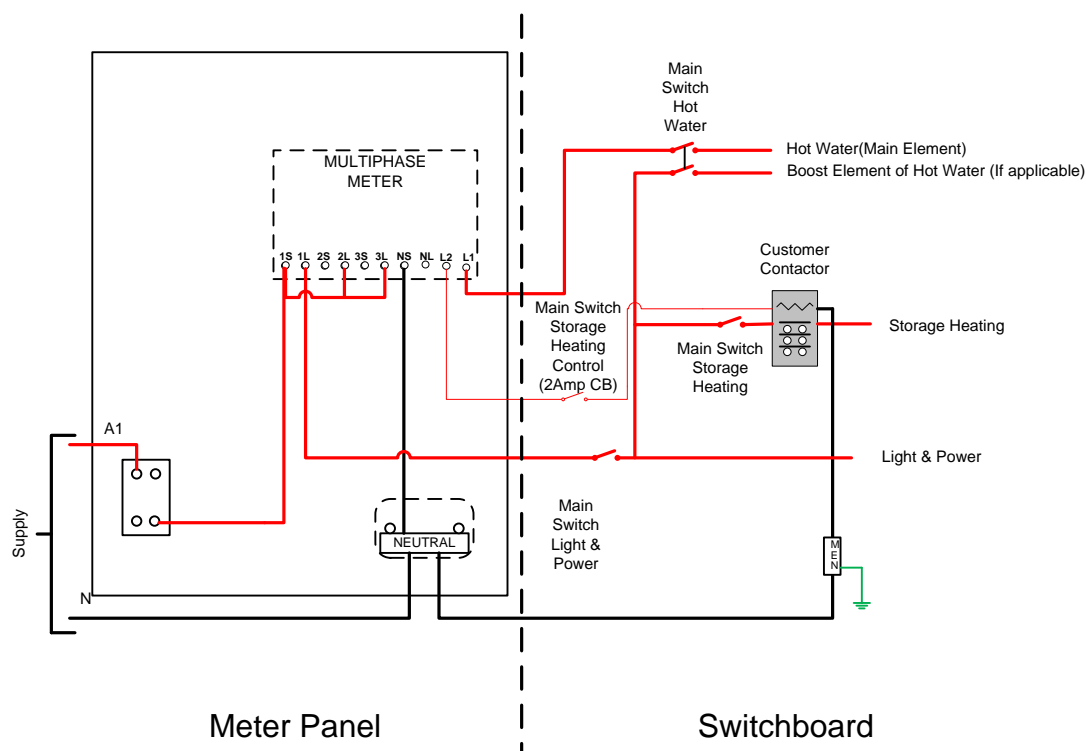 Main
Switch
Hot
Water
Hot Water(Main Element)
Boost Element of Hot Water (If applicable)
MULTIPHASE
METER
1S 1L 2S 2L 3S 3L NS NL L2 L1
Customer
Contactor
Main Switch
Storage
Heating
Control
(2Amp CB)
Storage Heating
Main Switch
Storage
Heating
A1
Light & Power
Supply
Main
Switch
Light &
Power
NEUTRAL
MEN
N
Meter Panel
Switchboard